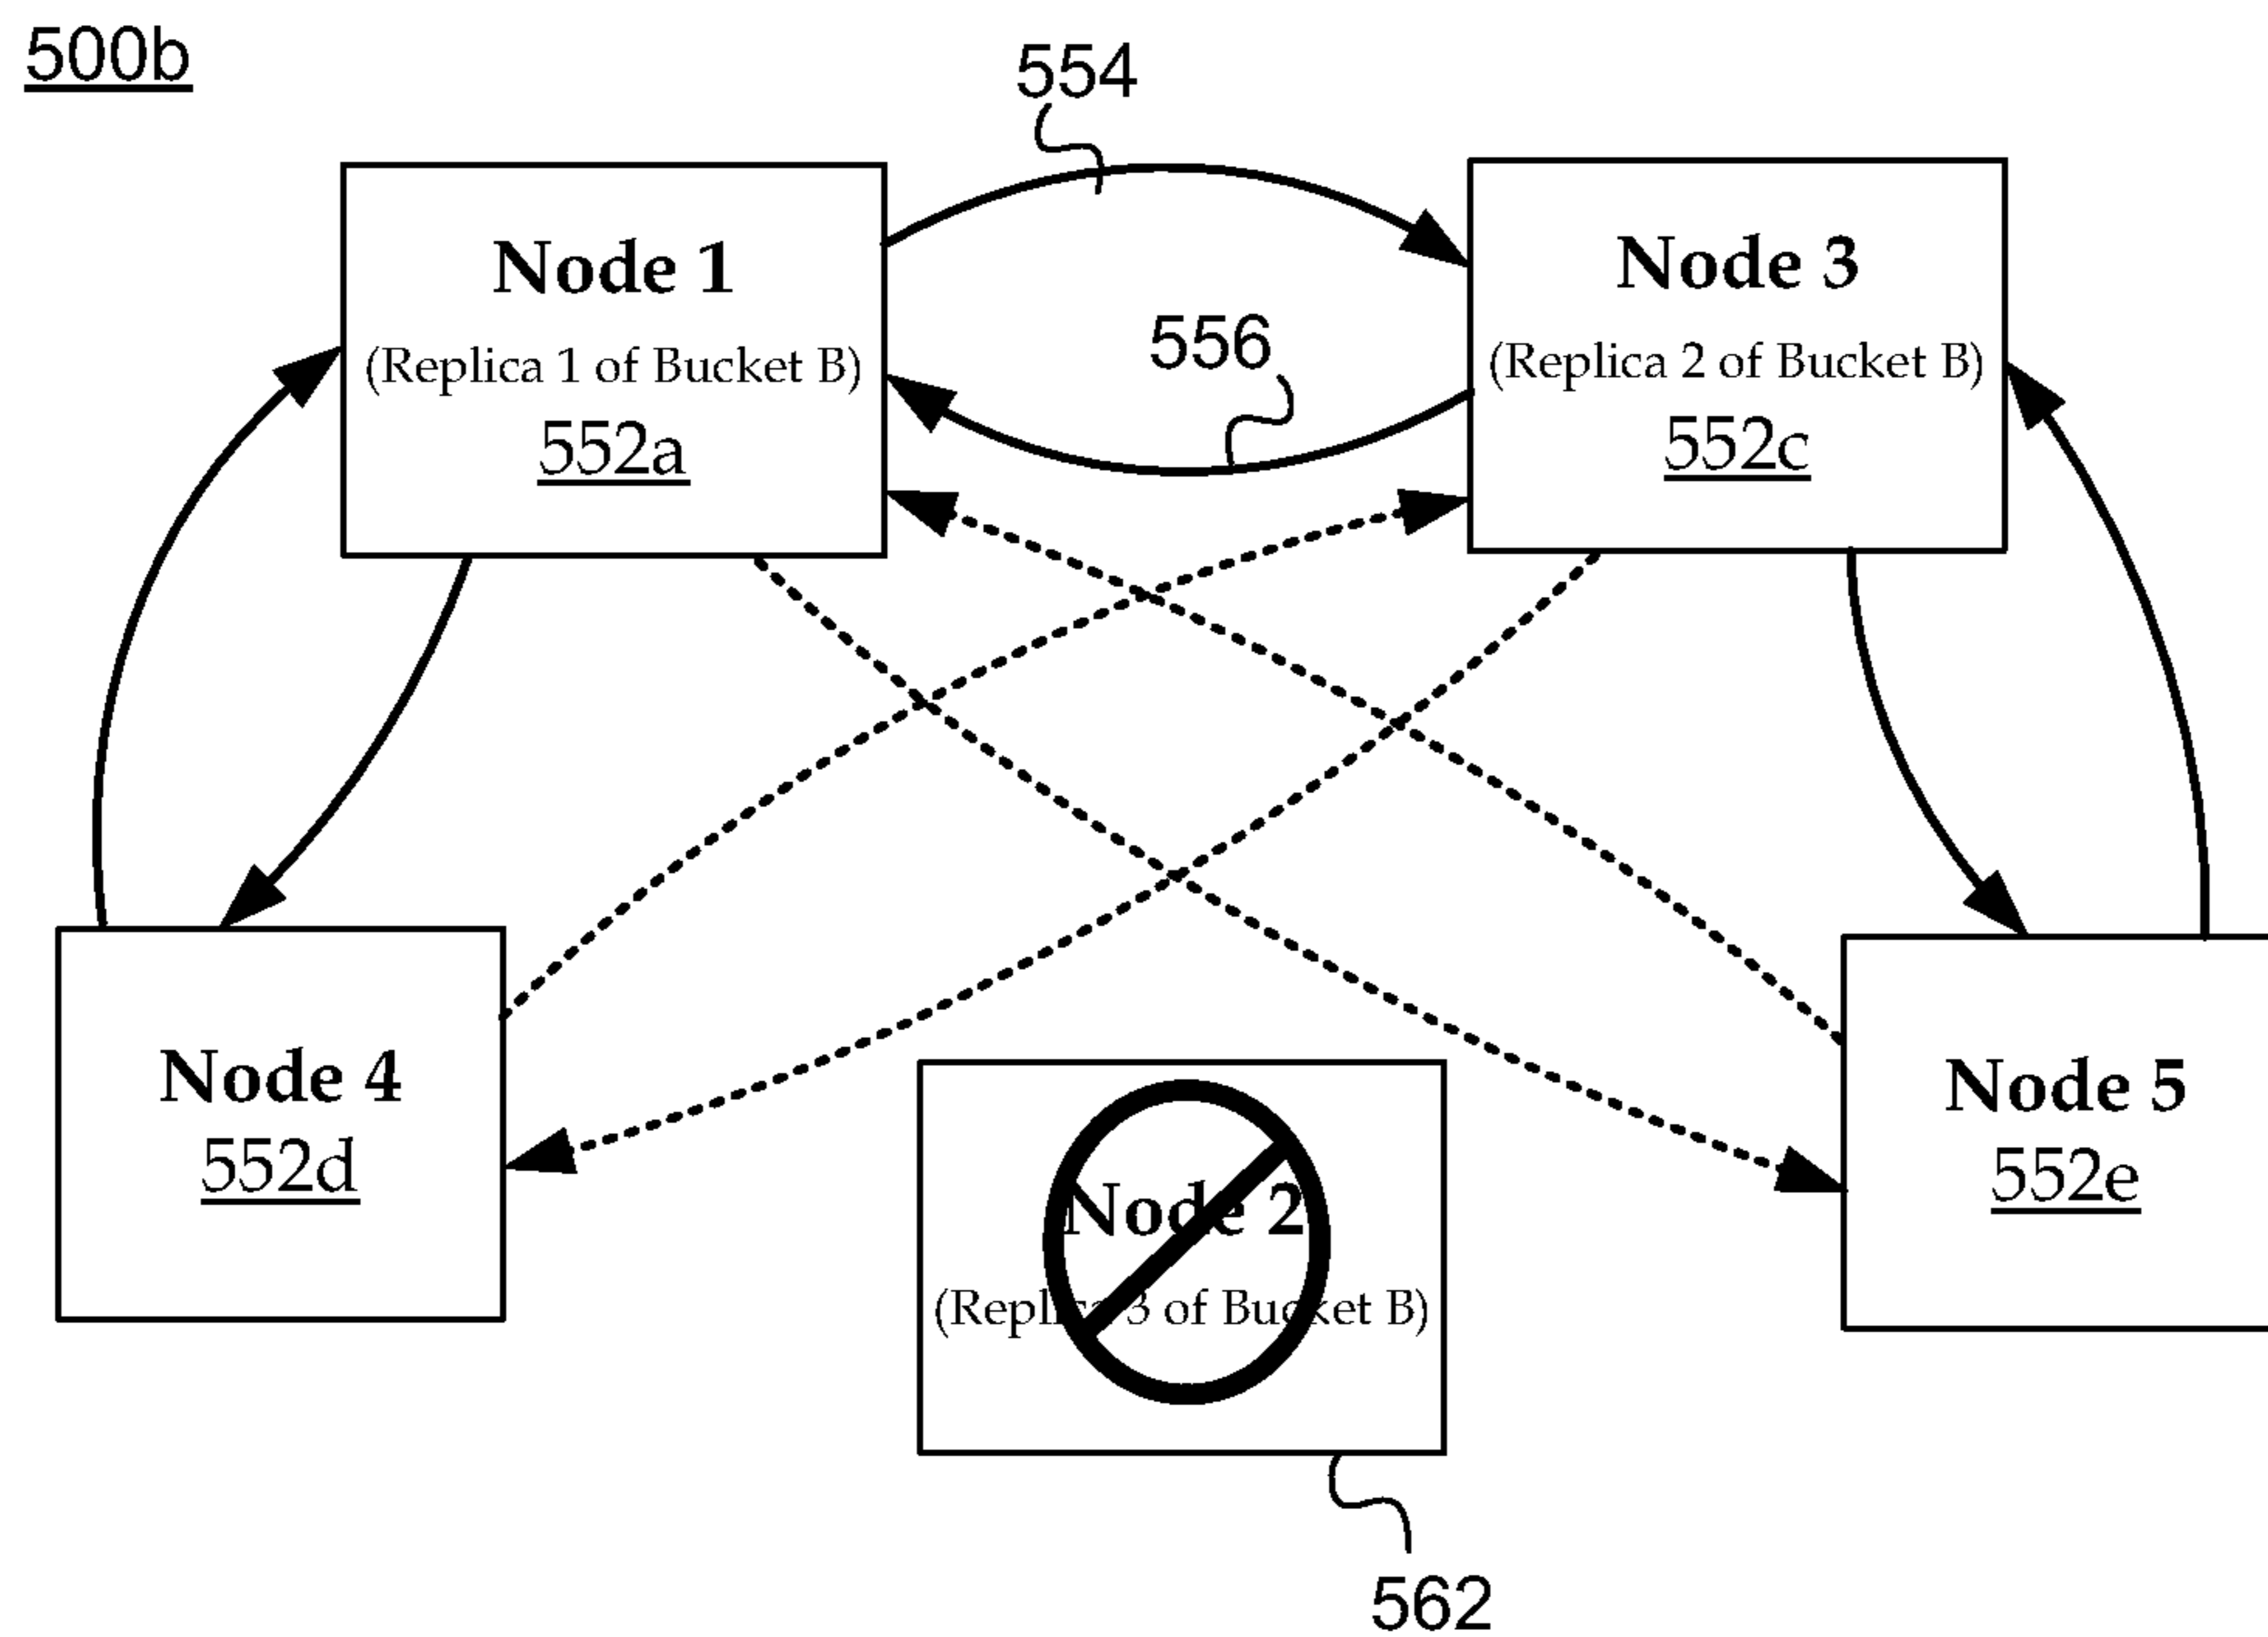 500b
554
Node 1
(Replica 1 of Bucket B)
552a
556
Node 3
(Replica 2 of Bucket B)
552c
Node 4
552d
Node 2
(Replica 3 of Bucket B)
562
Node 5
552e